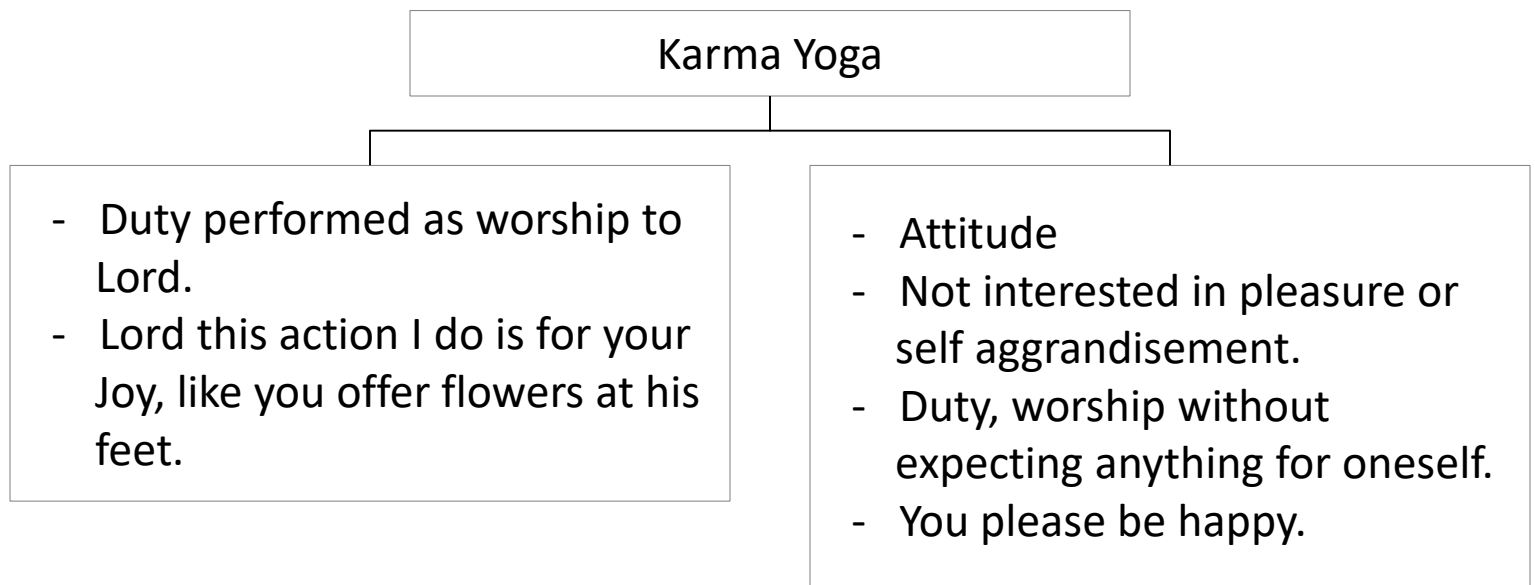 Karma Yoga
- Duty performed as worship to
Lord.
- Lord this action I do is for your
Joy, like you offer flowers at his
feet.
- Attitude
- Not interested in pleasure or
self aggrandisement.
- Duty, worship without
expecting anything for oneself.
- You please be happy.